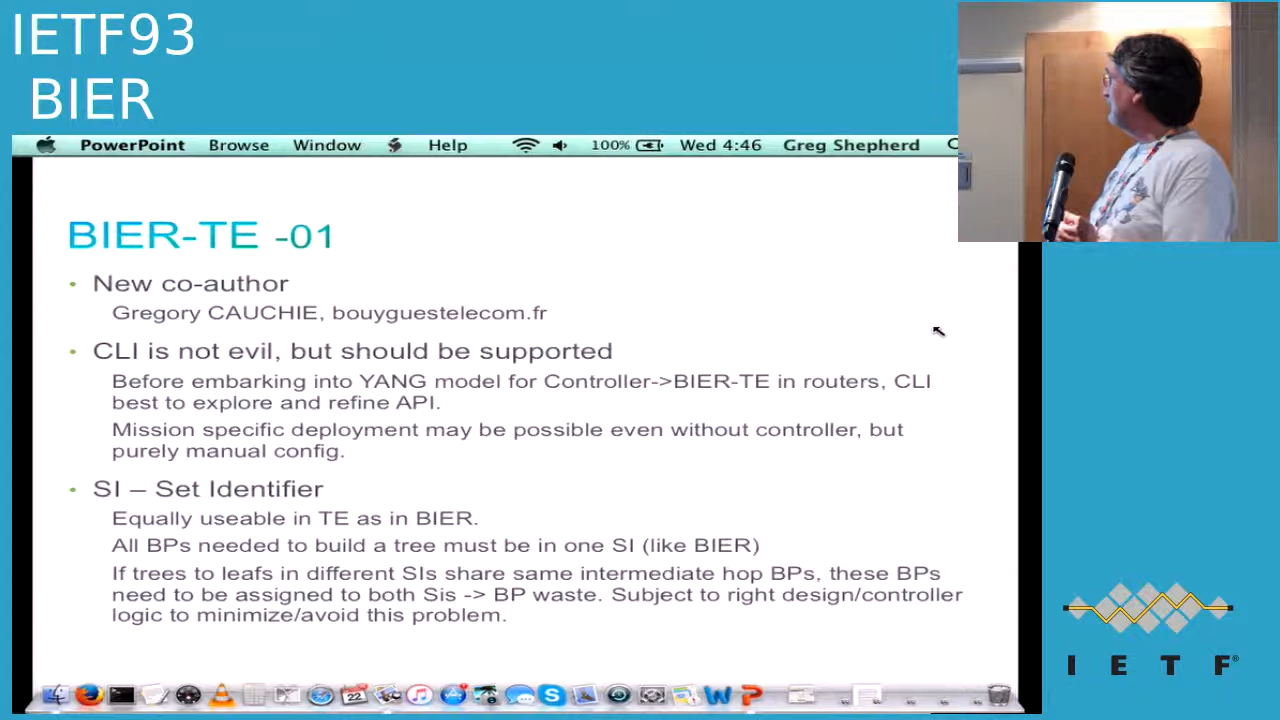 IETF93
BIER
PowerPoint Browse Window Help 100% Wed 4:46 Greg Shepherd
BIER-TE -01
• New co-author
Gregory CAUCHIE, bouyguestelecom.fr
• CLI is not evil, but should be supported
Before embarking into YANG model for Controller->BIER-TE in routers, CLI
best to explore and refine API.
Mission specific deployment may be possible even without controller, but
purely manual config.
• SI – Set Identifier
Equally useable in TE as in BIER.
All BPs needed to build a tree must be in one SI (like BIER)
If trees to leafs in different SIs share same intermediate hop BPs, these BPs
need to be assigned to both Sis -> BP waste. Subject to right design/controller
logic to minimize/avoid this problem.
22
I E T F®